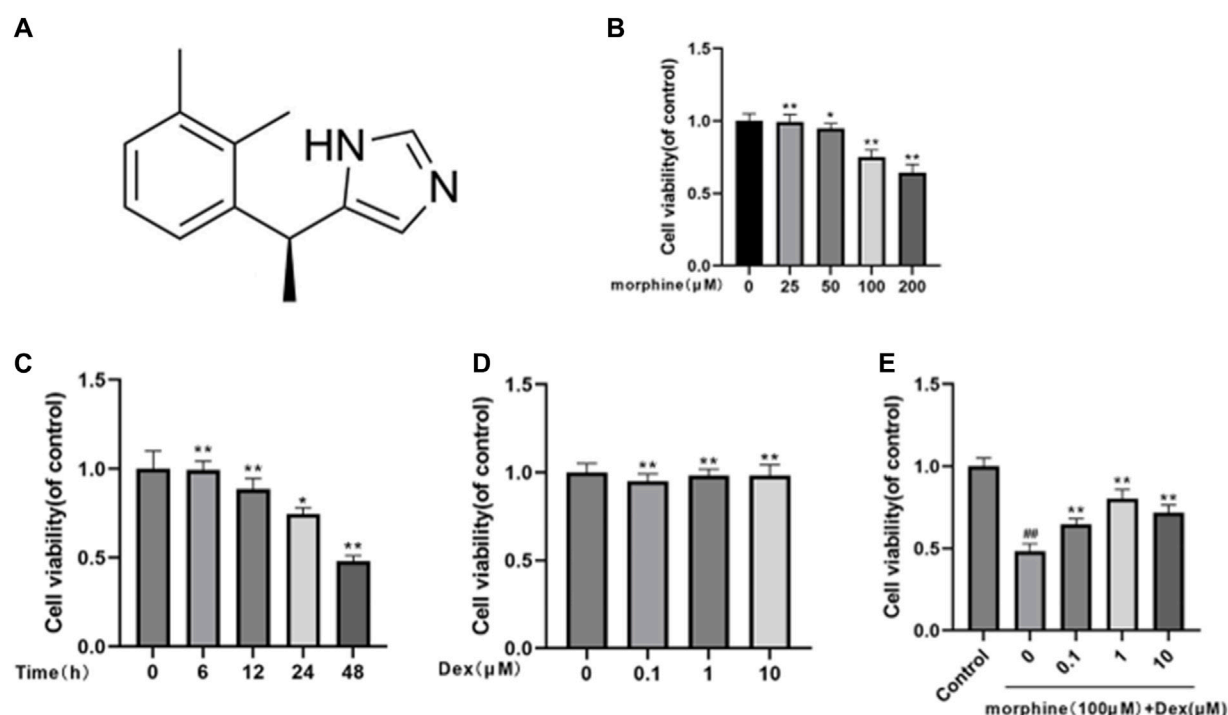 A
HN
N
B
Cell viability(of control)
1.5
1.0
0.5
0.0
** * ** **
morphine(μM) 0 25 50 100 200
C
Cell viability(of control)
1.5
1.0
0.5
0.0
** ** * **
Time(h) 0 6 12 24 48
D
Cell viability(of control)
1.5
1.0
0.5
0.0
** ** **
Dex(μM) 0 0.1 1 10
E
Cell viability(of control)
1.5
1.0
0.5
0.0
## ** ** **
Control 0 0.1 1 10
morphine(100μM)+Dex(μM)